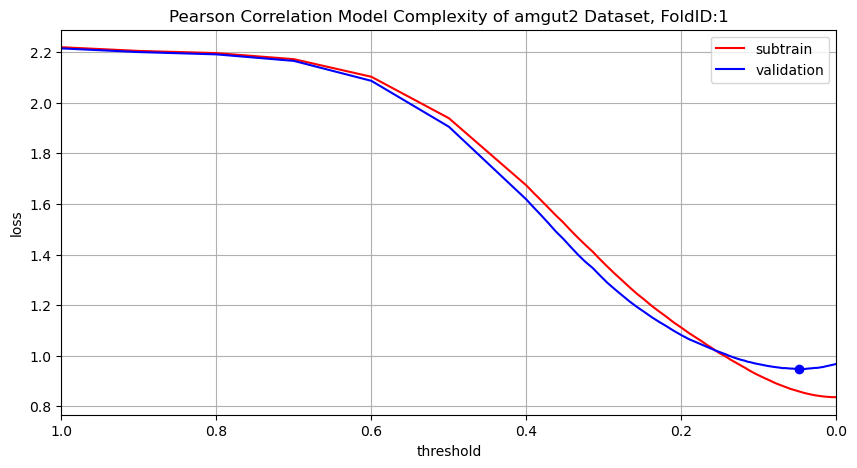 Pearson Correlation Model Complexity of amgut2 Dataset, FoldID:1
subtrain
validation
loss
2.2
2.0
1.8
1.6
1.4
1.2
1.0
0.8
1.0 0.8 0.6 0.4 0.2 0.0
threshold